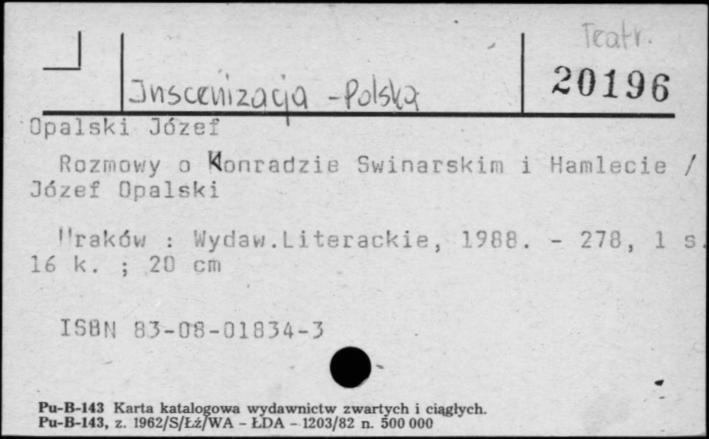 Teatr.
20196
Inscenizacja - Polska
Opalski Józef
Rozmowy o Konradzie Swinarskim i Hamlecie /
Józef Opalski
Kraków : Wydaw.Literackie, 1988. - 278, 1 s.
16 k. ; 20 cm
ISBN 83-08-01834-3
Pu-B-143 Karta katalogowa wydawnictw zwartych i ciągłych.
Pu-B-143, z. 1962/S/Łź/WA - ŁDA - 1203/82 n. 500 000